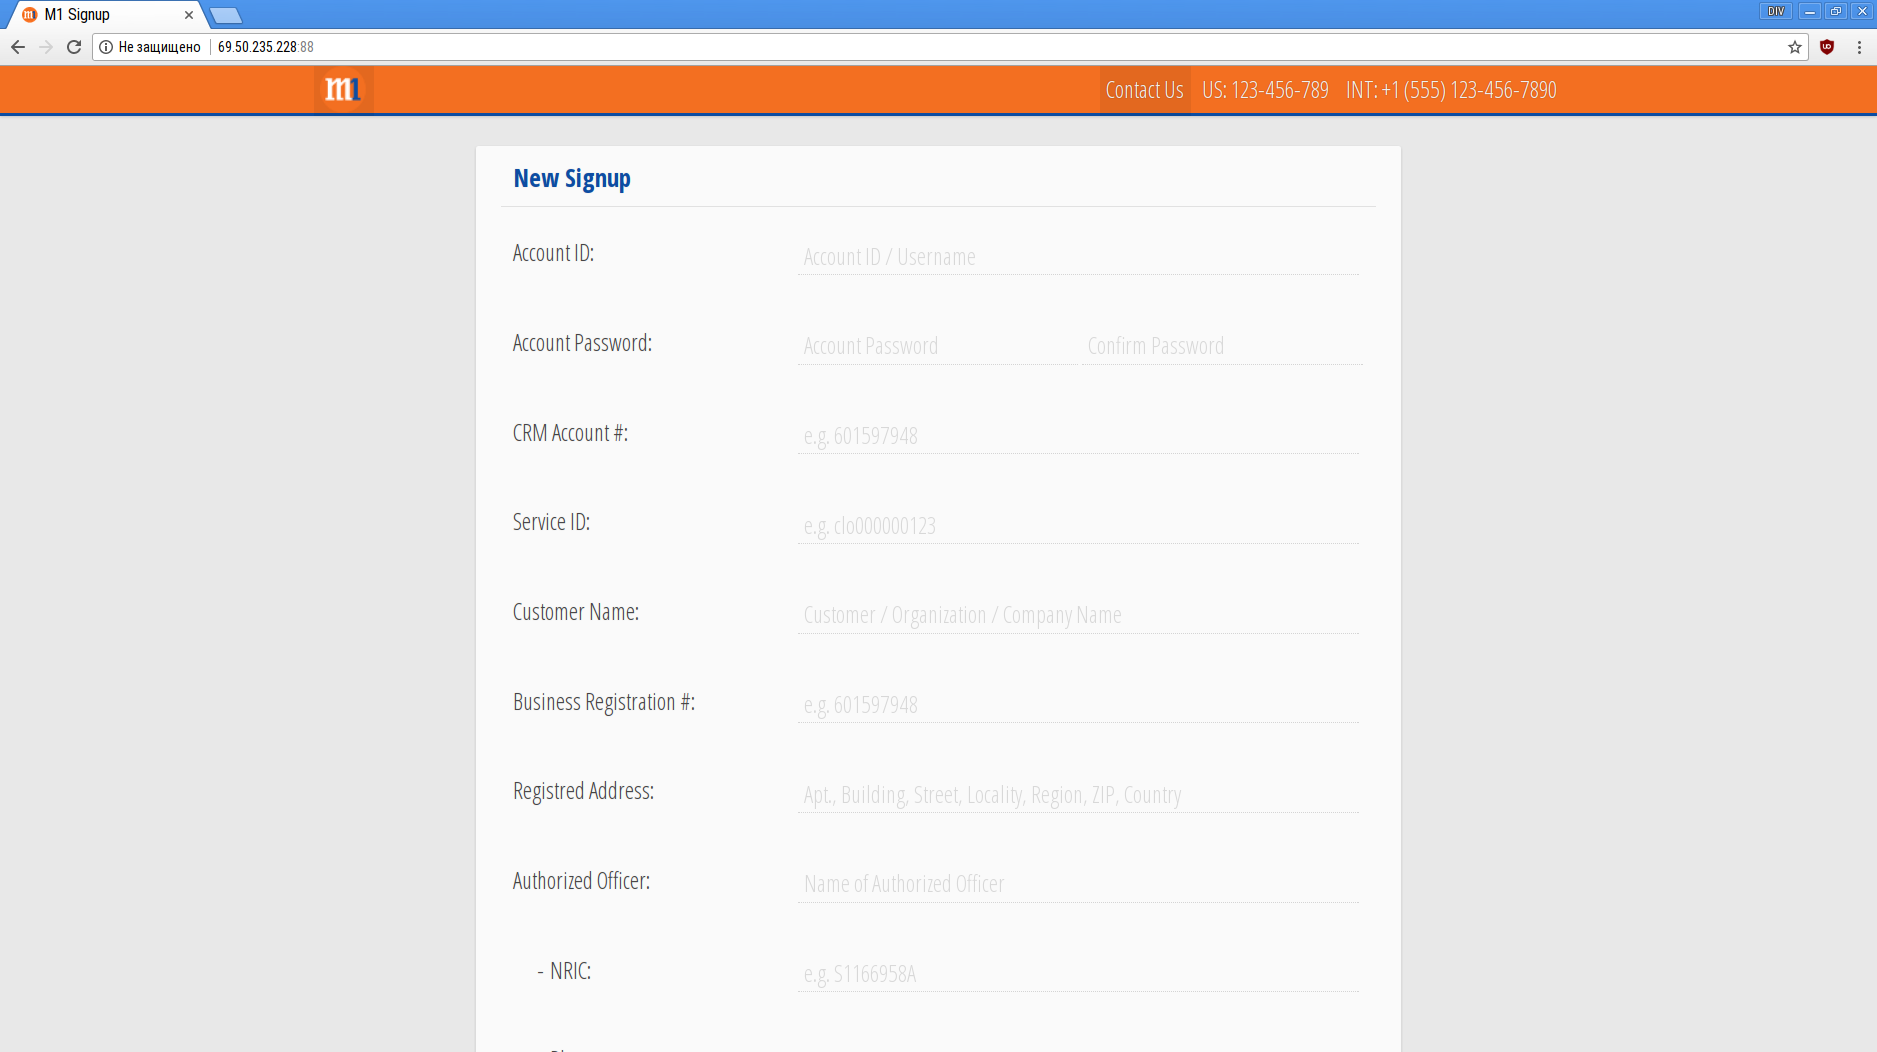 M1 Signup
DIV
Не защищено
69.50.235.228:88
m1
Contact Us
US: 123-456-789
INT: +1 (555) 123-456-7890
New Signup
Account ID:
Account ID / Username
Account Password:
Account Password
Confirm Password
CRM Account #:
e.g. 601597948
Service ID:
e.g. clo000000123
Customer Name:
Customer / Organization / Company Name
Business Registration #:
e.g. 601597948
Registred Address:
Apt., Building, Street, Locality, Region, ZIP, Country
Authorized Officer:
Name of Authorized Officer
- NRIC:
e.g. S1166958A